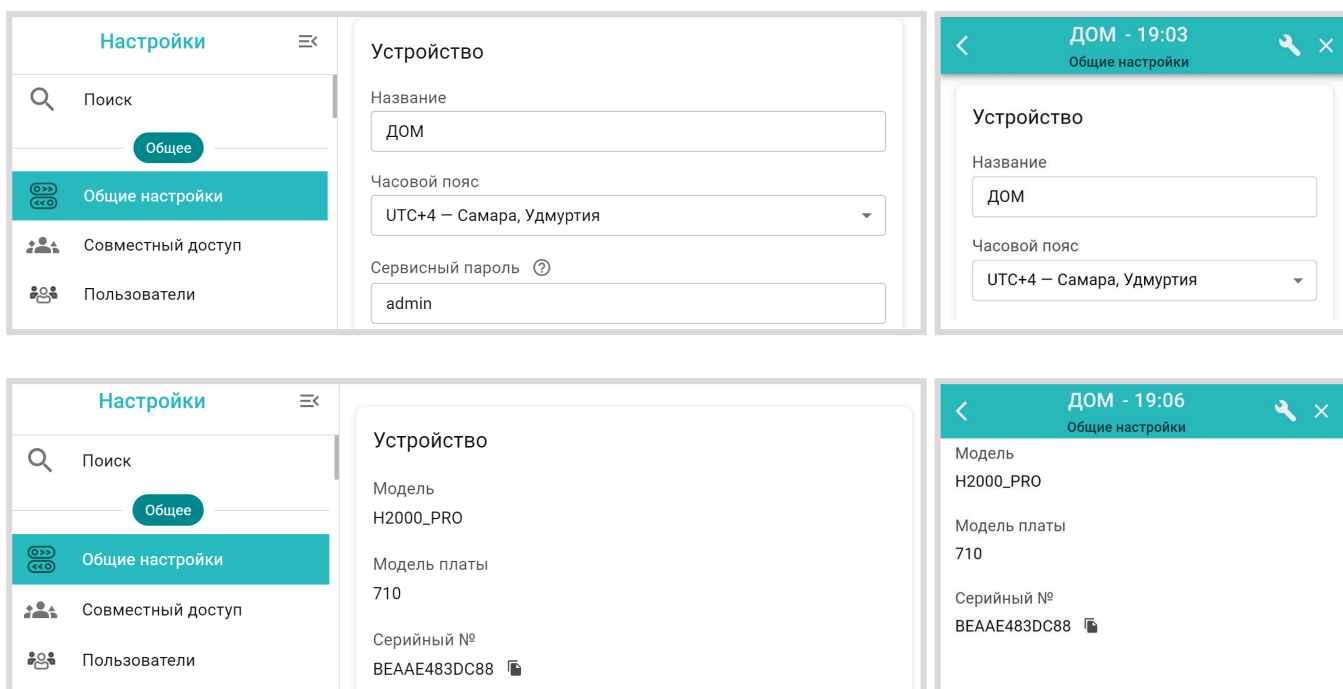 Настройки
Поиск
Общее
Общие настройки
Совместный доступ
Пользователи
Устройство
Название
ДОМ
Часовой пояс
UTC+4 — Самара, Удмуртия
Сервисный пароль
admin
ДОМ - 19:03
Общие настройки
Устройство
Название
ДОМ
Часовой пояс
UTC+4 — Самара, Удмуртия
Настройки
Поиск
Общее
Общие настройки
Совместный доступ
Пользователи
Устройство
Модель
H2000_PRO
Модель платы
710
Серийный №
BEAAE483DC88
ДОМ - 19:06
Общие настройки
Модель
H2000_PRO
Модель платы
710
Серийный №
BEAAE483DC88